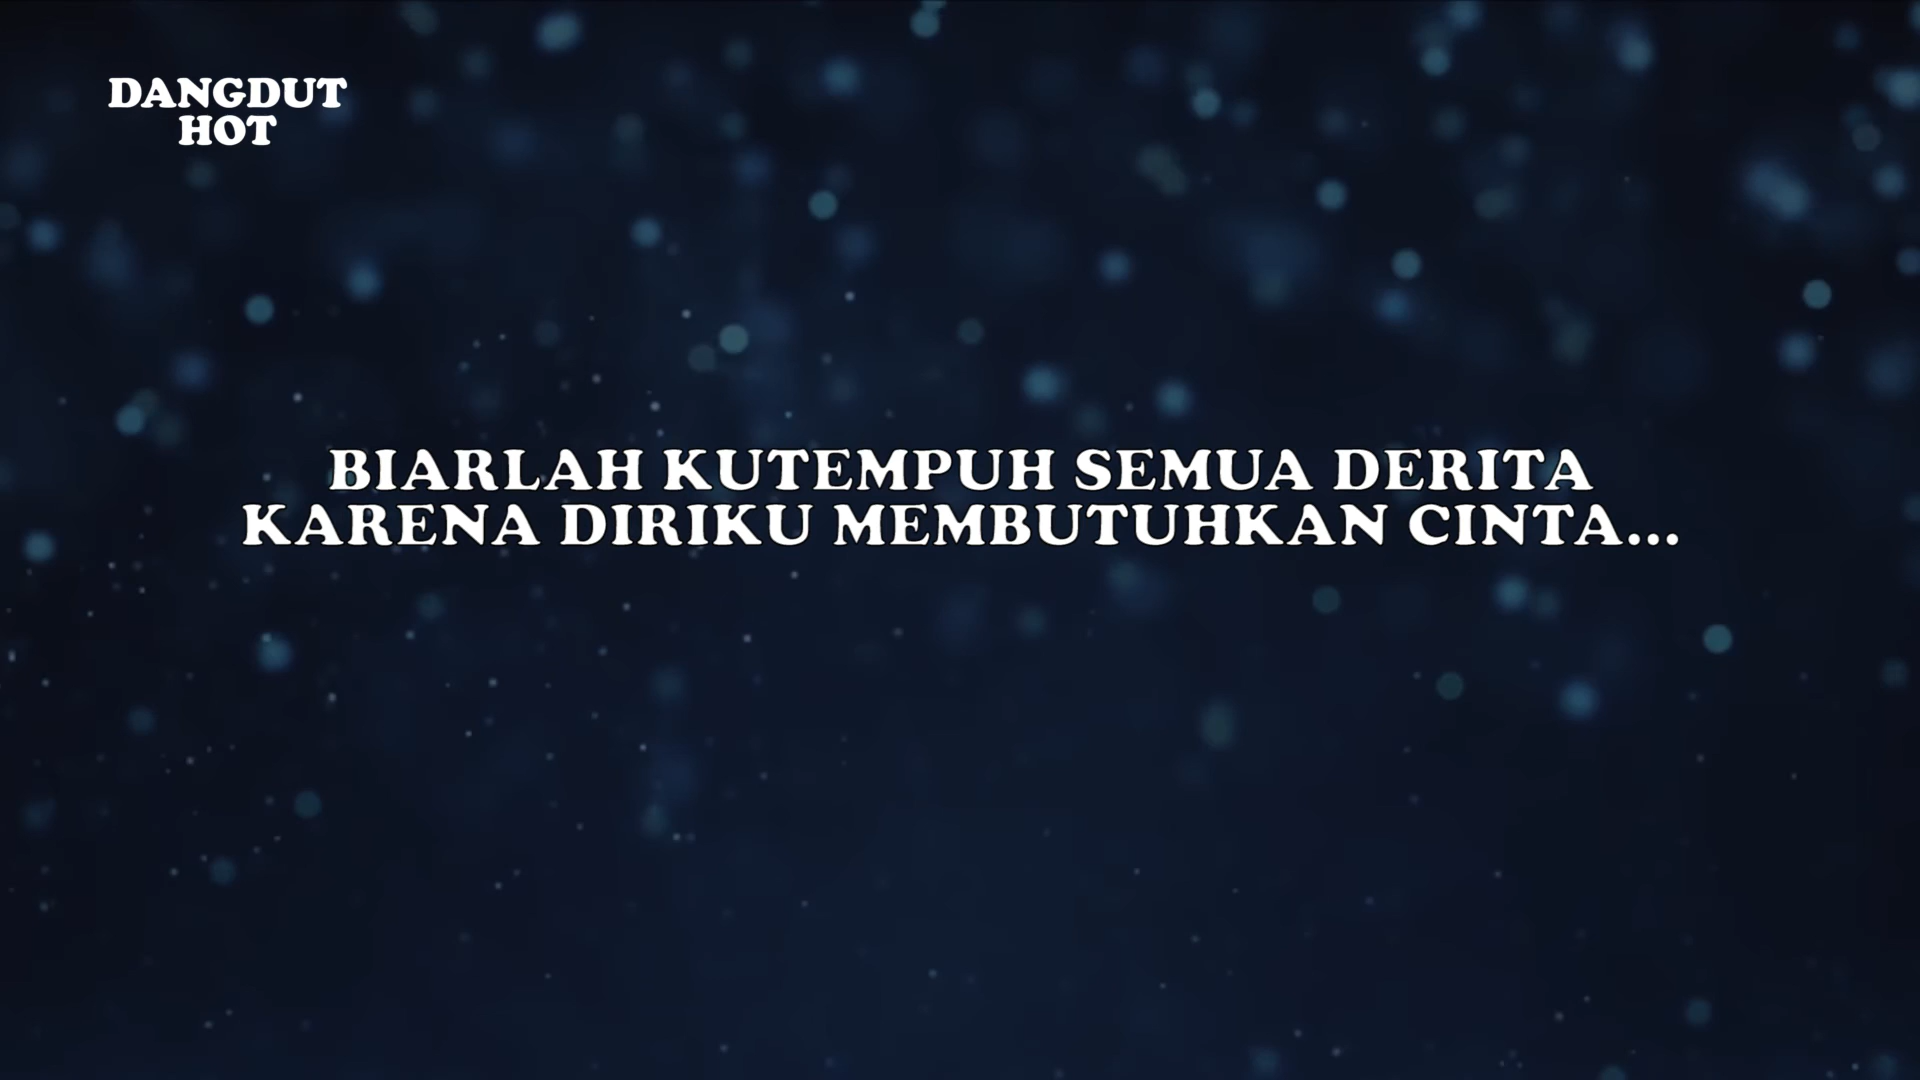 DANGDUT
HOT
BIARLAH KUTEMPUH SEMUA DERITA
KARENA DIRIKU MEMBUTUHKAN CINTA...